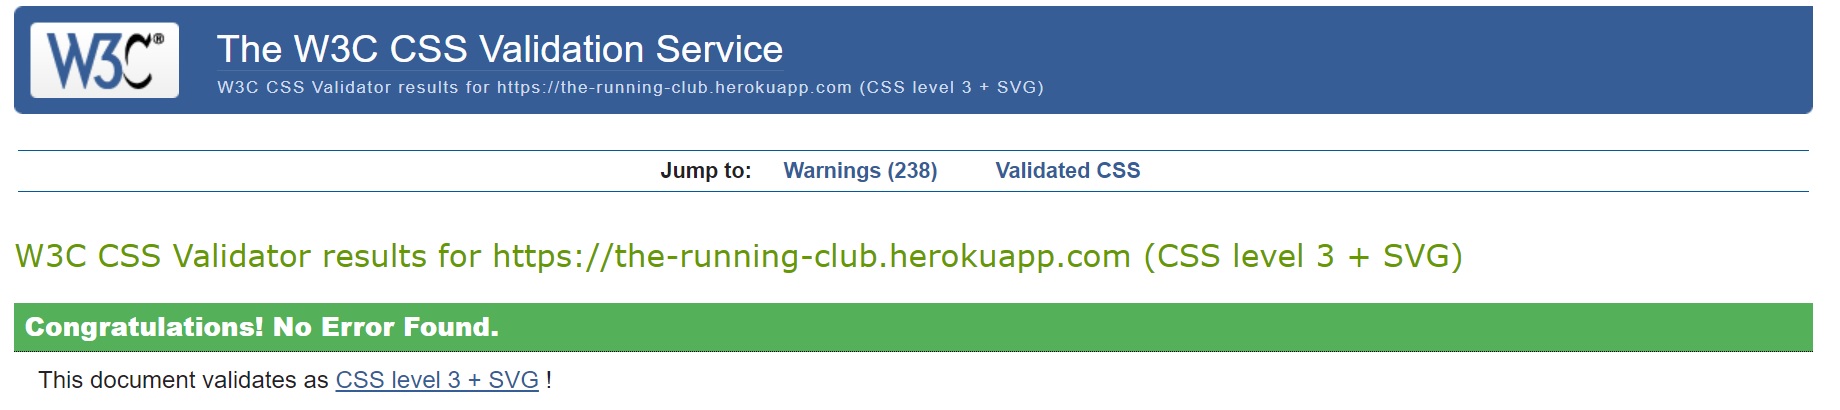 W3C®
The W3C CSS Validation Service
W3C CSS Validator results for https://the-running-club.herokuapp.com (CSS level 3 + SVG)
Jump to: Warnings (238) Validated CSS
W3C CSS Validator results for https://the-running-club.herokuapp.com (CSS level 3 + SVG)
Congratulations! No Error Found.
This document validates as CSS level 3 + SVG !